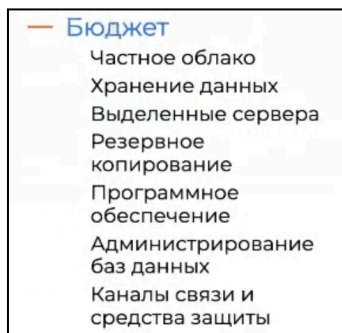 — Бюджет
Частное облако
Хранение данных
Выделенные сервера
Резервное
копирование
Программное
обеспечение
Администрирование
баз данных
Каналы связи и
средства защиты